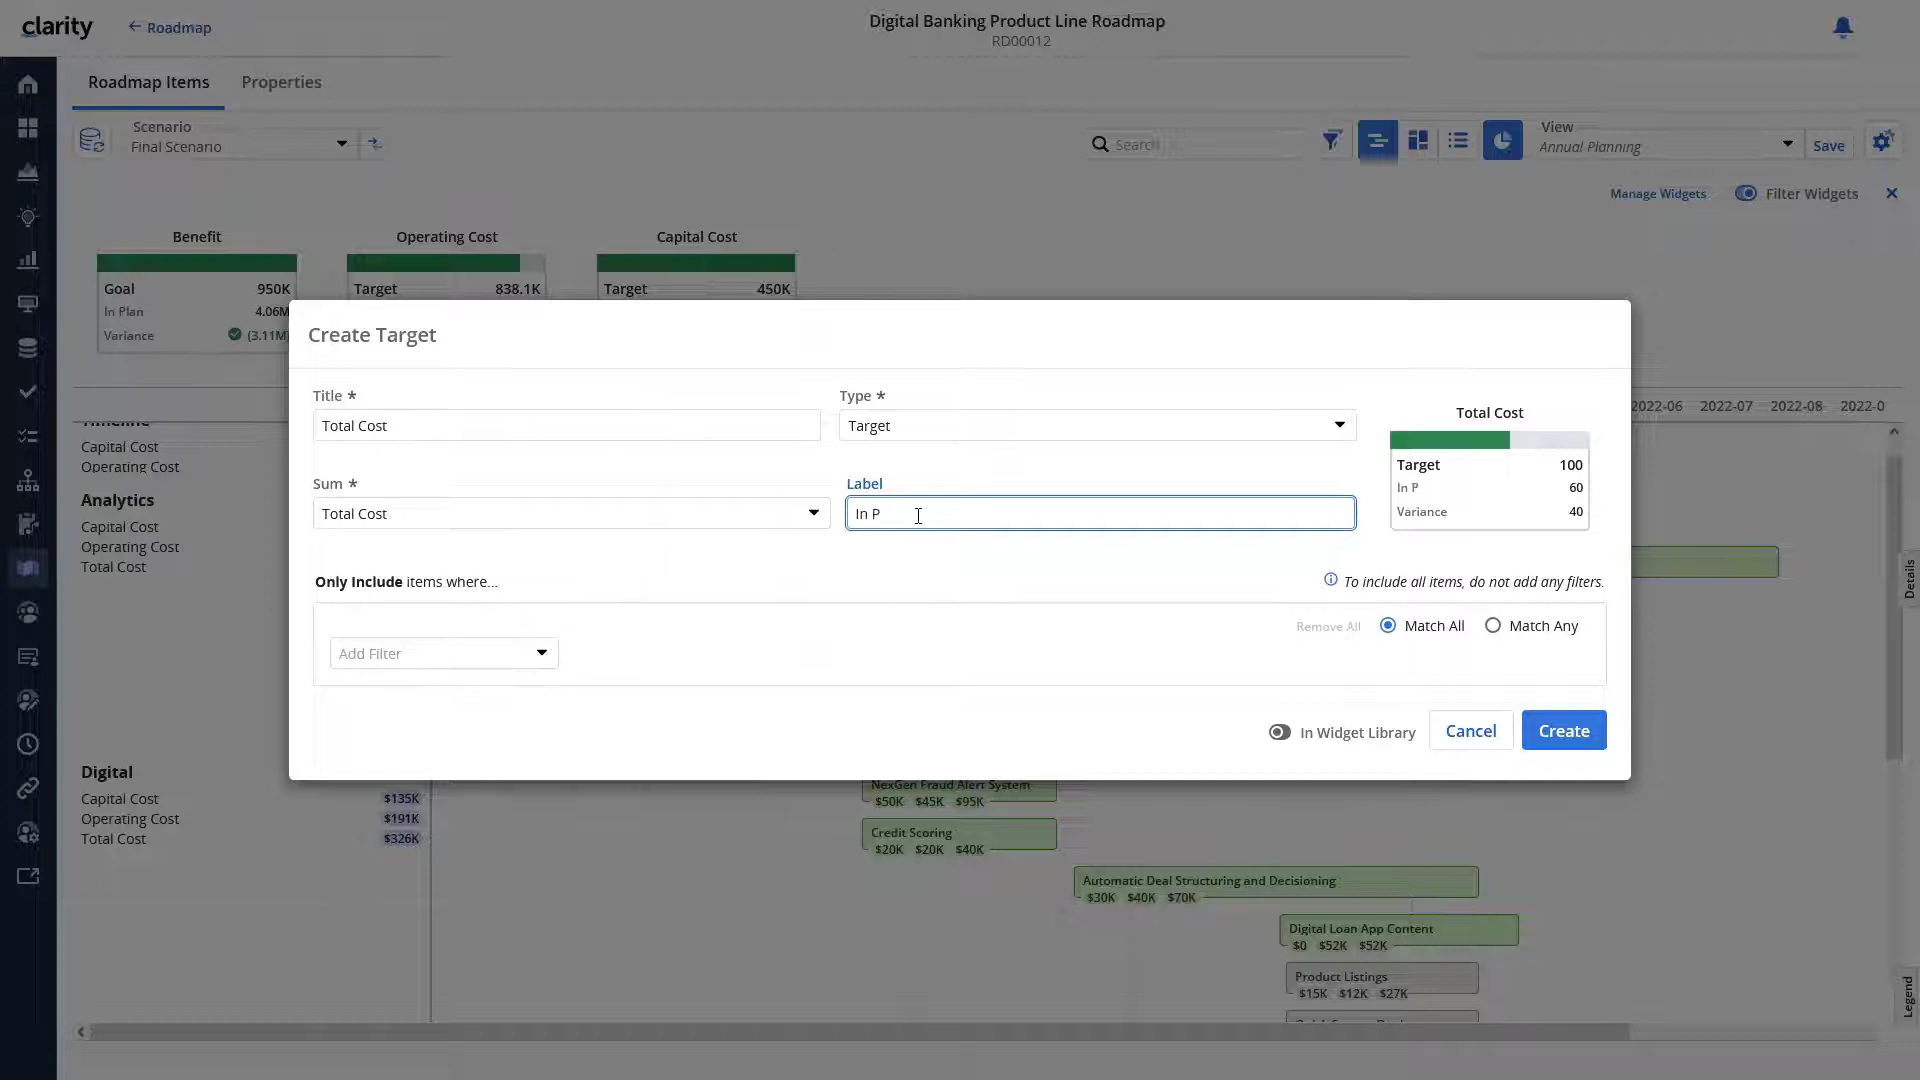 clarity
Roadmap
Digital Banking Product Line Roadmap
RD00012
Roadmap Items
Properties
Scenario
Final Scenario
Search
View
Annual Planning
Save
Manage Widgets
Filter Widgets
Benefit
Operating Cost
Capital Cost
Goal 950K
Target 838.1K
Target 450K
In Plan 4.06M
Variance (3.11M)
Create Target
Title *
Total Cost
Type *
Target
Sum *
Total Cost
Label
In P
Total Cost
Target 100
In P 60
Variance 40
Only Include items where...
To include all items, do not add any filters.
Remove All
Match All
Match Any
Add Filter
In Widget Library
Cancel
Create
2022-06 2022-07 2022-08 2022-0
Timeline
Capital Cost
Operating Cost
Analytics
Capital Cost
Operating Cost
Total Cost
Details
Digital
Capital Cost $135K
Operating Cost $191K
Total Cost $326K
NexGen Fraud Alert System
$50K $45K $95K
Credit Scoring
$20K $20K $40K
Automatic Deal Structuring and Decisioning
$30K $40K $70K
Digital Loan App Content
$0 $52K $52K
Product Listings
$15K $12K $27K
Legend